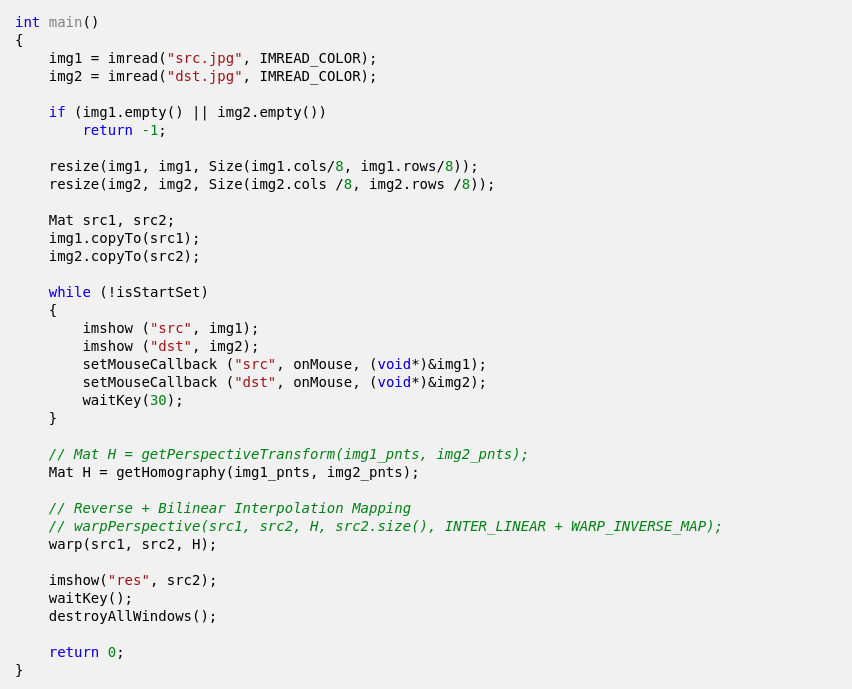 int main()
{
    img1 = imread("src.jpg", IMREAD_COLOR);
    img2 = imread("dst.jpg", IMREAD_COLOR);

    if (img1.empty() || img2.empty())
        return -1;

    resize(img1, img1, Size(img1.cols/8, img1.rows/8));
    resize(img2, img2, Size(img2.cols /8, img2.rows /8));

    Mat src1, src2;
    img1.copyTo(src1);
    img2.copyTo(src2);

    while (!isStartSet)
    {
        imshow ("src", img1);
        imshow ("dst", img2);
        setMouseCallback ("src", onMouse, (void*)&img1);
        setMouseCallback ("dst", onMouse, (void*)&img2);
        waitKey(30);
    }

    // Mat H = getPerspectiveTransform(img1_pnts, img2_pnts);
    Mat H = getHomography(img1_pnts, img2_pnts);

    // Reverse + Bilinear Interpolation Mapping
    // warpPerspective(src1, src2, H, src2.size(), INTER_LINEAR + WARP_INVERSE_MAP);
    warp(src1, src2, H);

    imshow("res", src2);
    waitKey();
    destroyAllWindows();

    return 0;
}